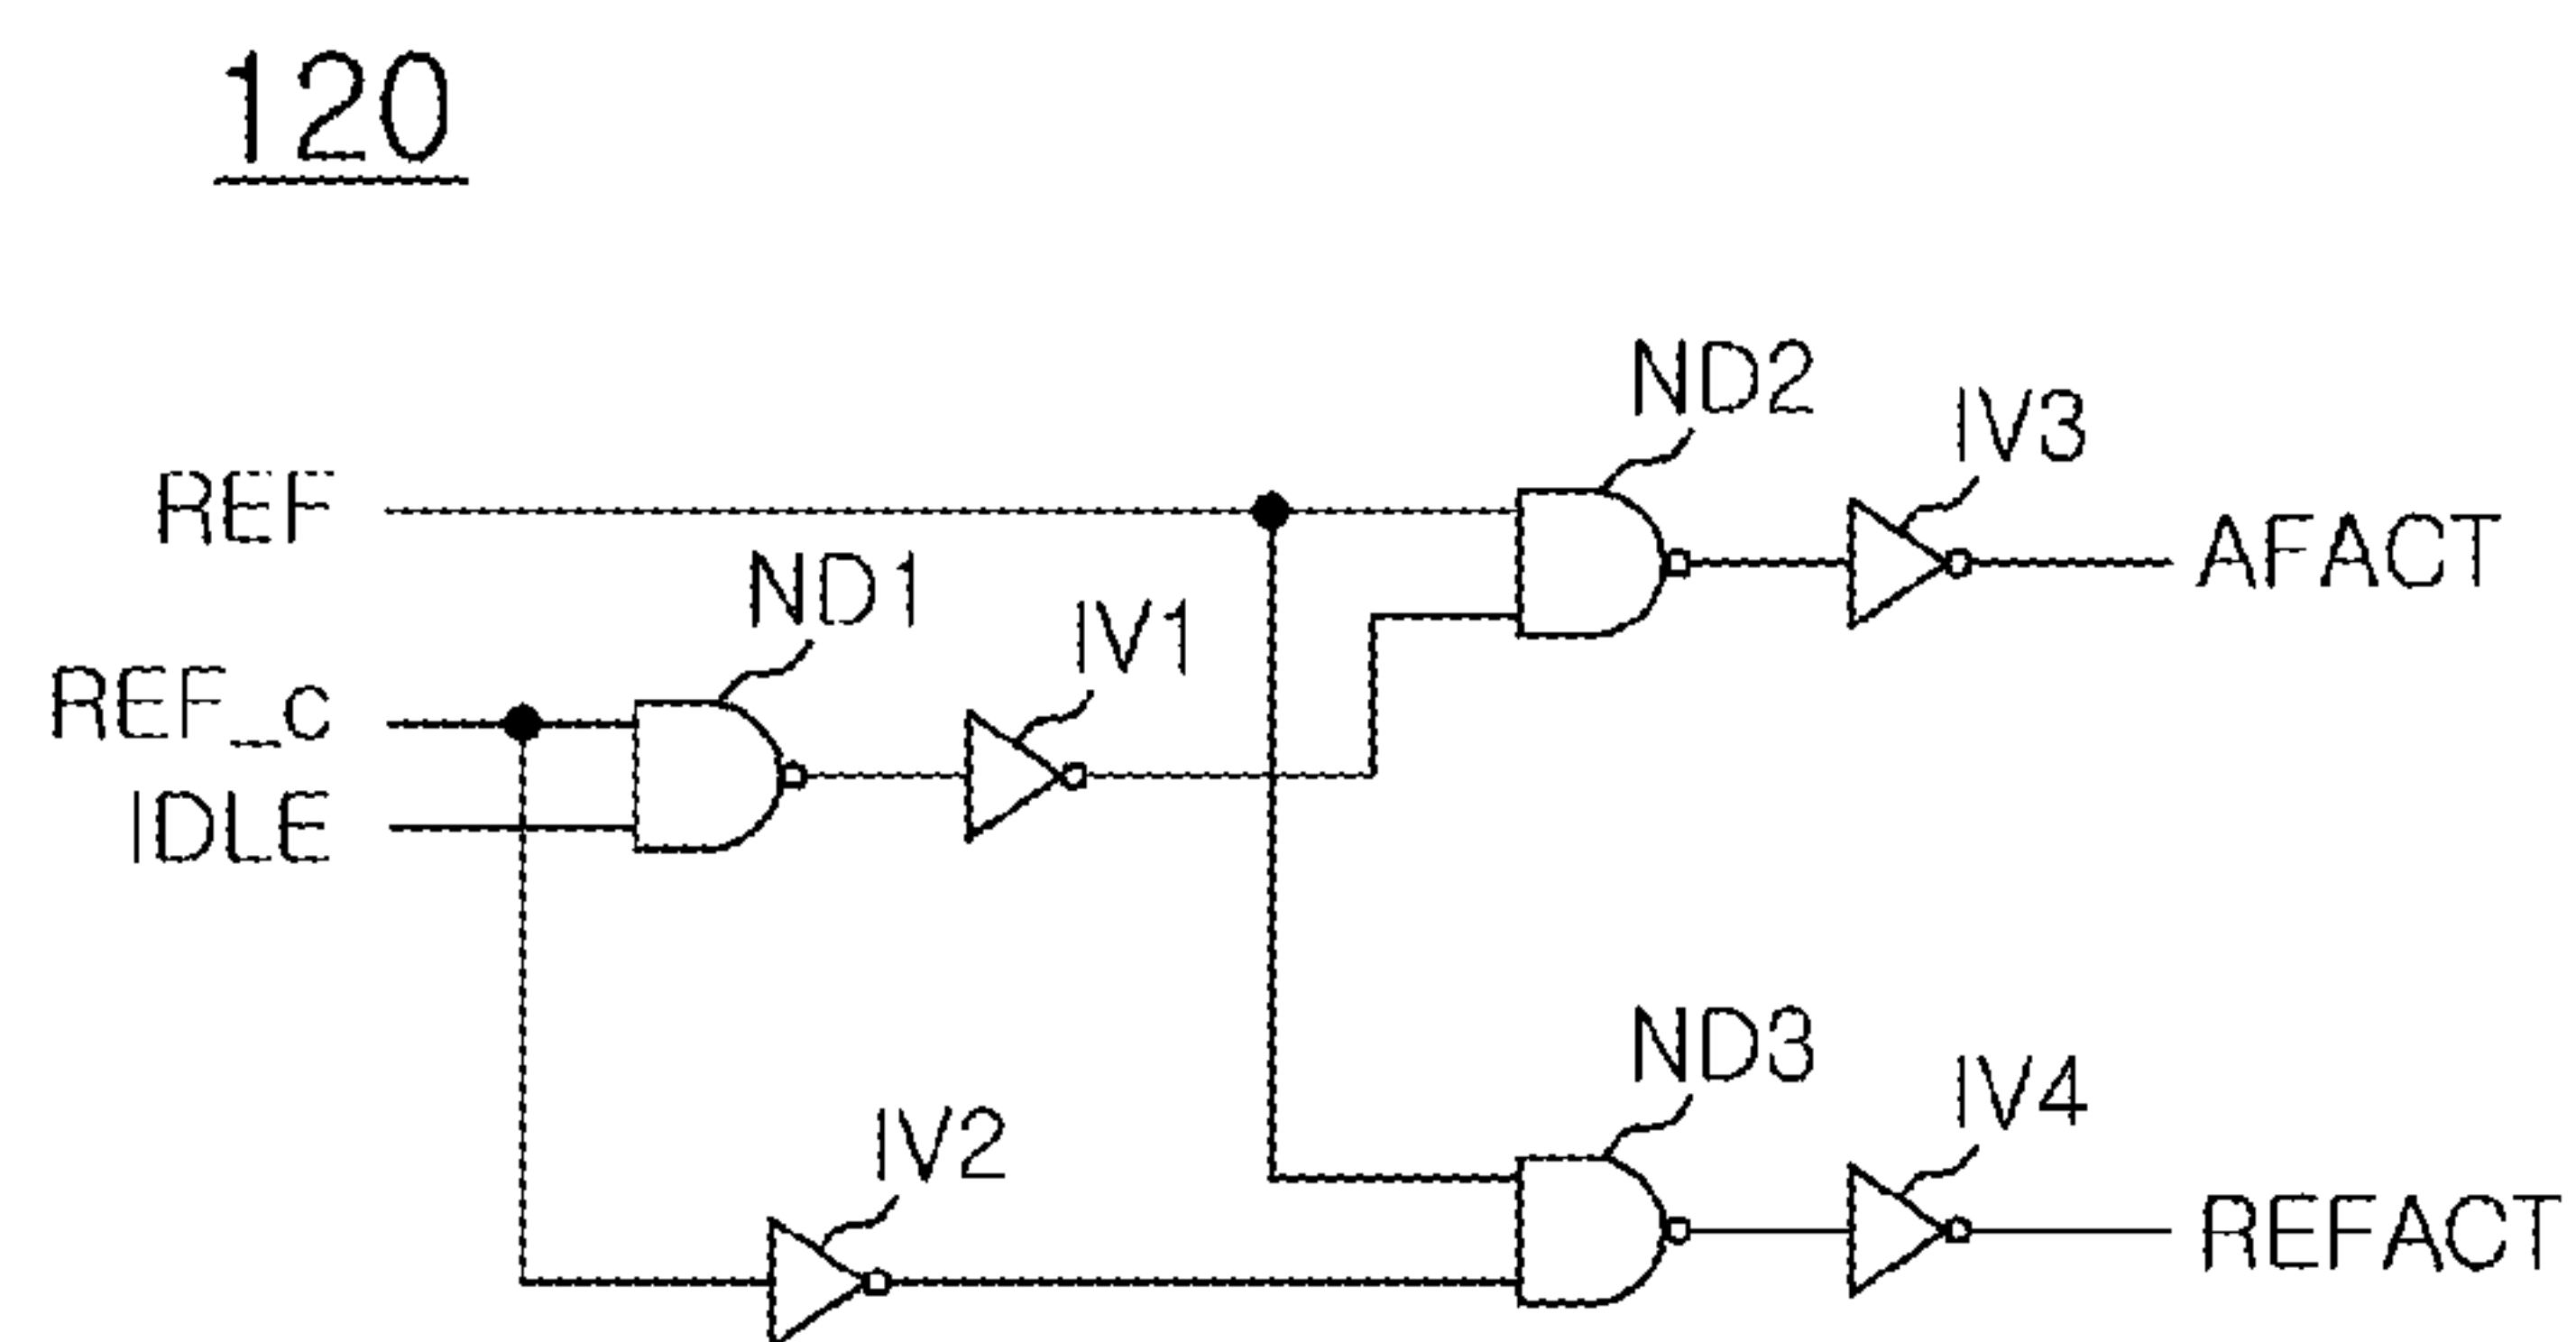 120
ND2
IV3
REF
AFACT
ND1
IV1
REF_c
IDLE
ND3
IV4
IV2
REFACT